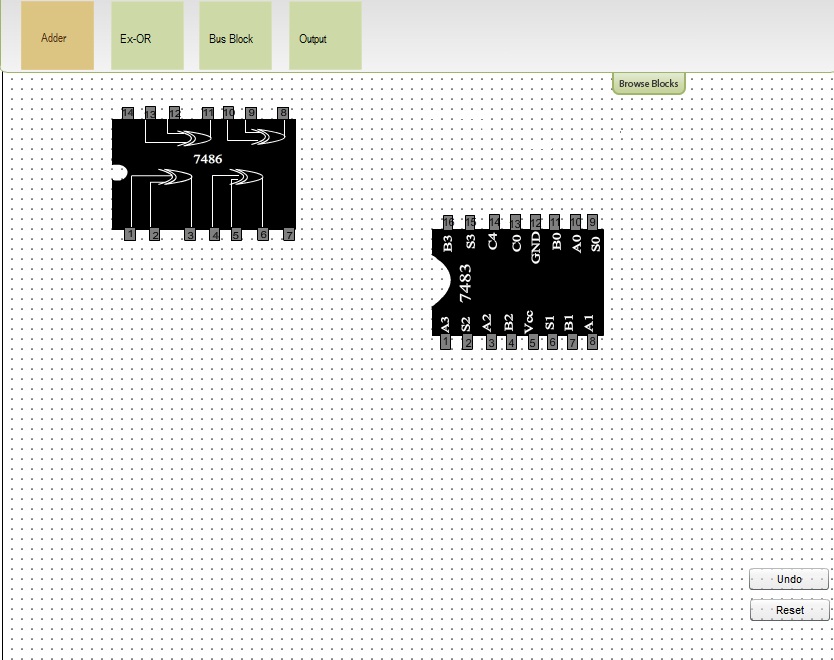 Adder Ex-OR Bus Block Output
Browse Blocks
14 13 12 11 10 9 8
7486
1 2 3 4 5 6 7
16 15 14 13 12 11 10 9
B3 S3 C4 C0 GND B0 A0 S0
7483
A3 S2 A2 B2 Vcc S1 B1 A1
1 2 3 4 5 6 7 8
Undo
Reset